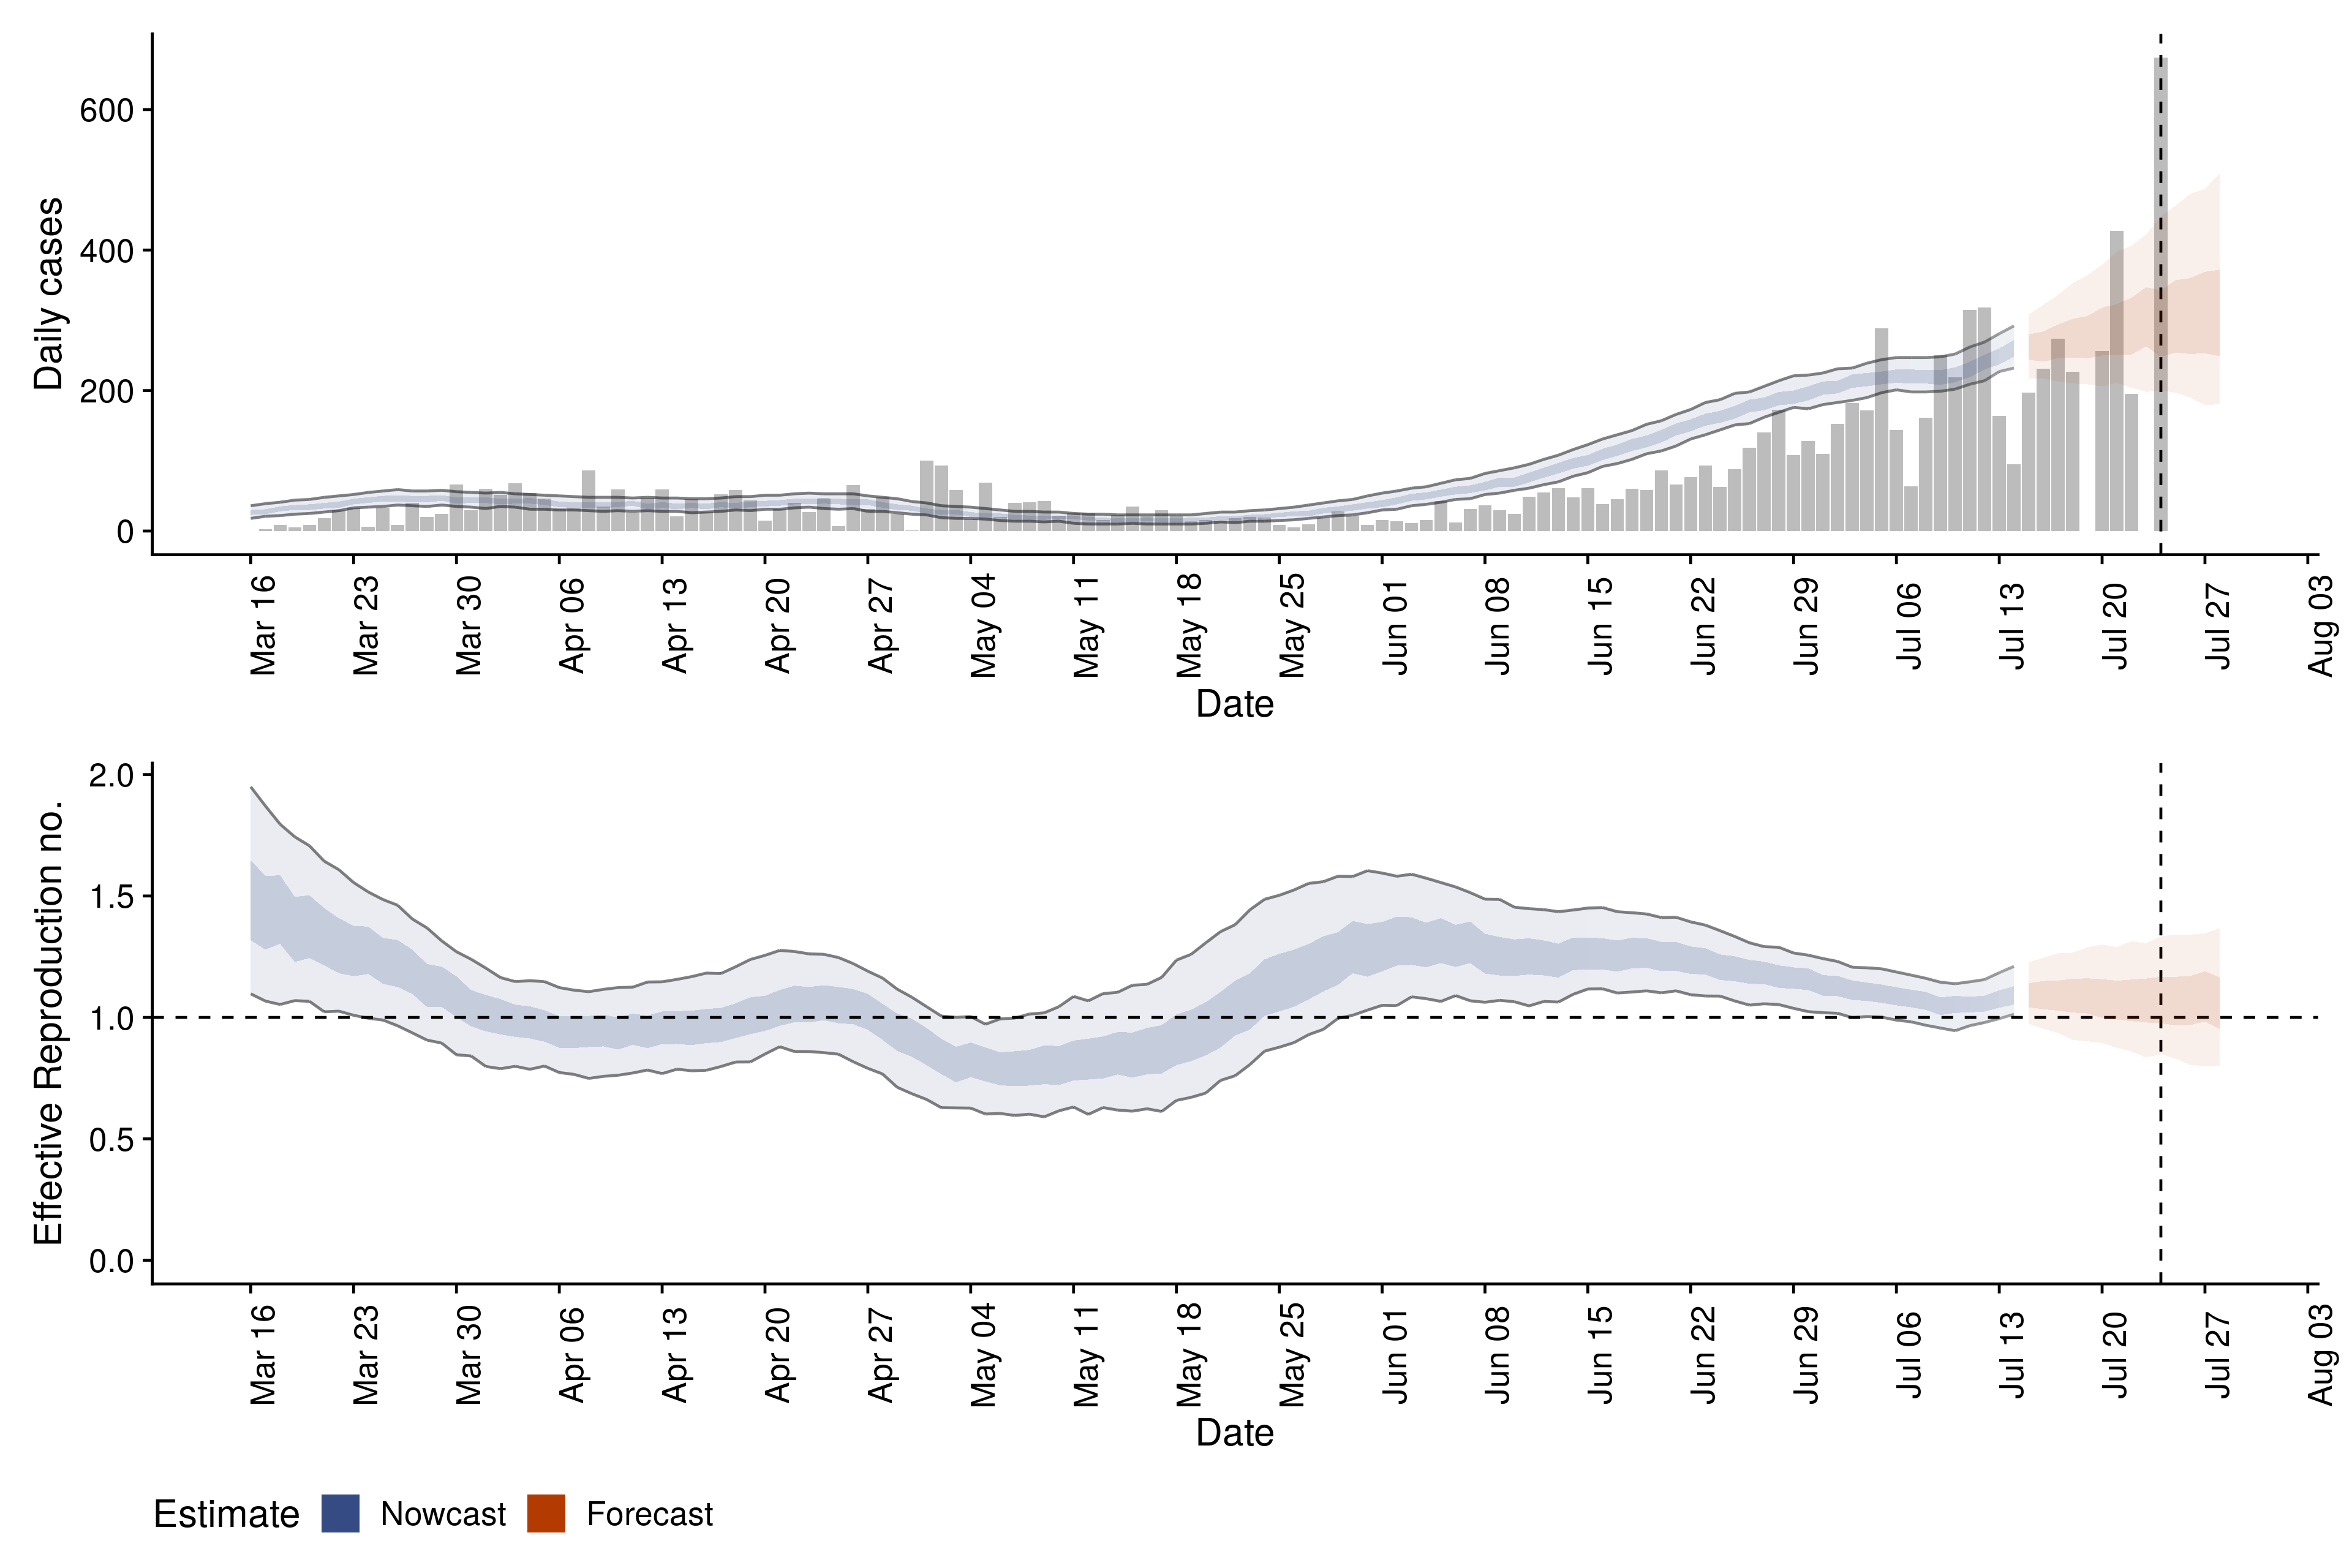 Daily cases
600
400
200
0
Mar 16
Mar 23
Mar 30
Apr 06
Apr 13
Apr 20
Apr 27
May 04
May 11
May 18
May 25
Jun 01
Jun 08
Jun 15
Jun 22
Jun 29
Jul 06
Jul 13
Jul 20
Jul 27
Aug 03
Date
Effective Reproduction no.
2.0
1.5
1.0
0.5
0.0
Mar 16
Mar 23
Mar 30
Apr 06
Apr 13
Apr 20
Apr 27
May 04
May 11
May 18
May 25
Jun 01
Jun 08
Jun 15
Jun 22
Jun 29
Jul 06
Jul 13
Jul 20
Jul 27
Aug 03
Date
Estimate Nowcast Forecast